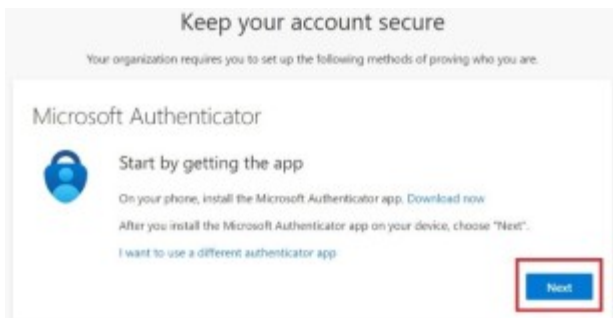 Keep your account secure
Your organization requires you to set up the following methods of proving who you are.
Microsoft Authenticator
Start by getting the app
On your phone, install the Microsoft Authenticator app. Download now
After you install the Microsoft Authenticator app on your device, choose "Next".
I want to use a different authenticator app
Next